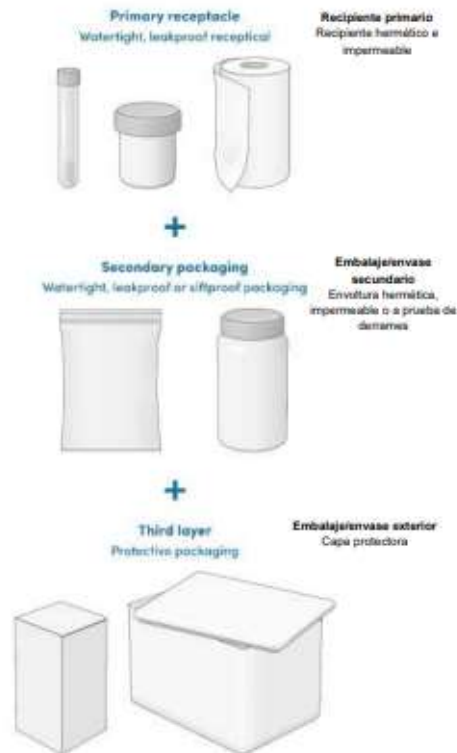 Primary receptacle
Watertight, leakproof receptical
Recipiente primario
Recipiente hermético e
impermeable
+
Secondary packaging
Watertight, leakproof or siftproof packaging
Embalaje/envase
secundario
Envoltura hermética,
impermeable o a prueba de
derrames
+
Third layer
Protective packaging
Embalaje/envase exterior
Capa protectora